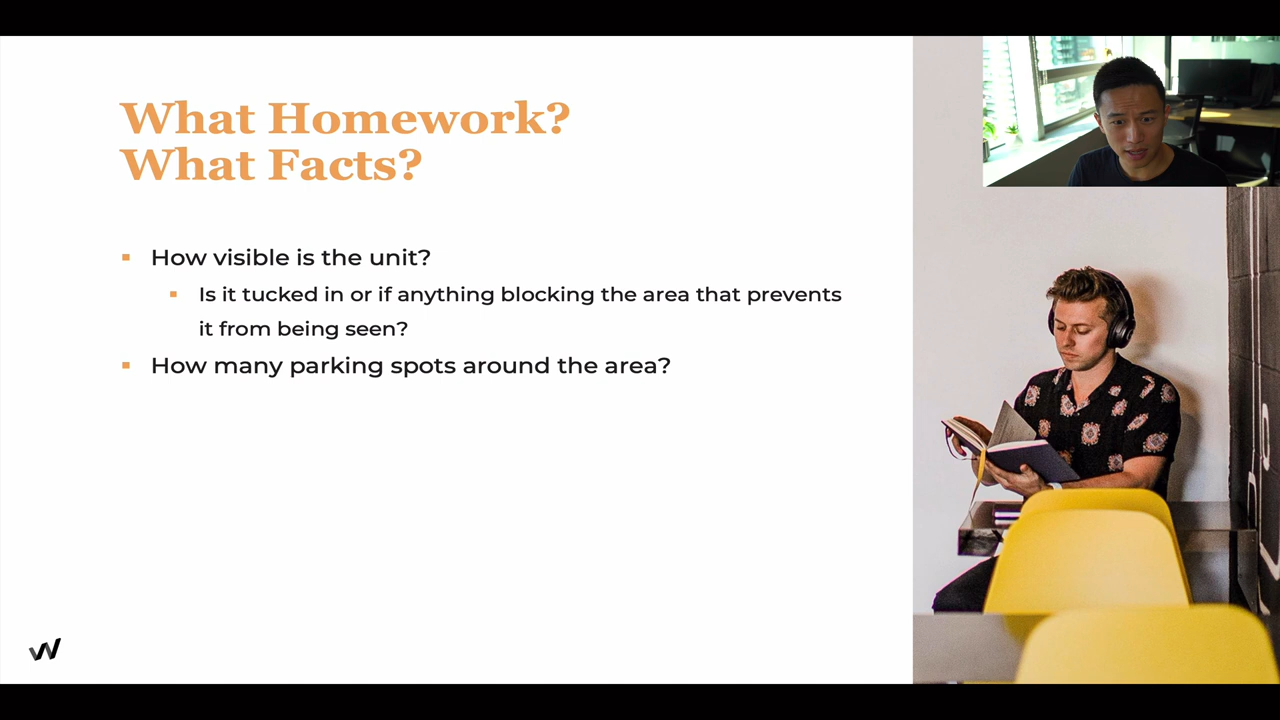 What Homework?
What Facts?
How visible is the unit?
Is it tucked in or if anything blocking the area that prevents
it from being seen?
How many parking spots around the area?